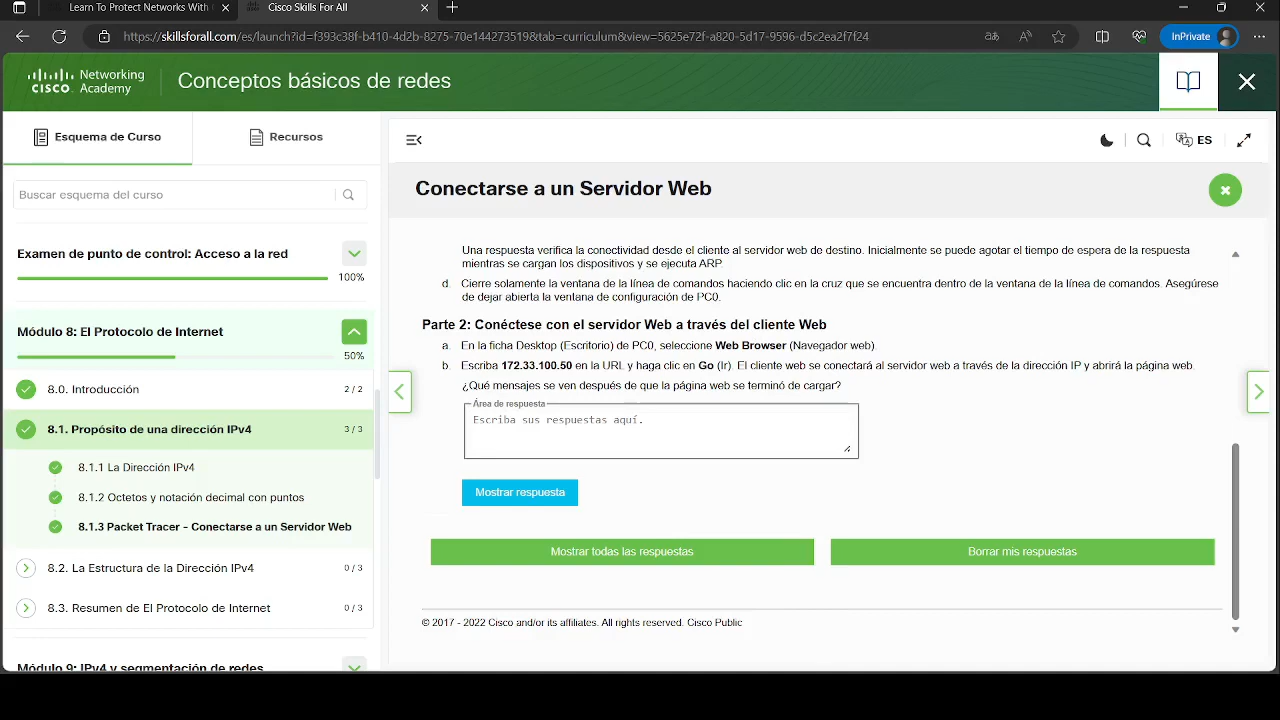 Learn To Protect Networks With
Cisco Skills For All
https://skillsforall.com/es/launch?id=f393c38f-b410-4d2b-8275-70e144273519&tab=curriculum&view=5625e72f-a820-5d17-9596-d5c2ea2f7f24
InPrivate
CISCO Networking Academy
Conceptos básicos de redes
Esquema de Curso
Recursos
Buscar esquema del curso
Examen de punto de control: Acceso a la red
100%
Módulo 8: El Protocolo de Internet
50%
8.0. Introducción 2 / 2
8.1. Propósito de una dirección IPv4 3 / 3
8.1.1 La Dirección IPv4
8.1.2 Octetos y notación decimal con puntos
8.1.3 Packet Tracer - Conectarse a un Servidor Web
8.2. La Estructura de la Dirección IPv4 0 / 3
8.3. Resumen de El Protocolo de Internet 0 / 3
Módulo 9: IPv4 y segmentación de redes
ES
Conectarse a un Servidor Web
Una respuesta verifica la conectividad desde el cliente al servidor web de destino. Inicialmente se puede agotar el tiempo de espera de la respuesta
mientras se cargan los dispositivos y se ejecuta ARP.
d. Cierre solamente la ventana de la línea de comandos haciendo clic en la cruz que se encuentra dentro de la ventana de la línea de comandos. Asegúrese
de dejar abierta la ventana de configuración de PC0.
Parte 2: Conéctese con el servidor Web a través del cliente Web
a. En la ficha Desktop (Escritorio) de PC0, seleccione Web Browser (Navegador web).
b. Escriba 172.33.100.50 en la URL y haga clic en Go (Ir). El cliente web se conectará al servidor web a través de la dirección IP y abrirá la página web.
¿Qué mensajes se ven después de que la página web se terminó de cargar?
Área de respuesta
Escriba sus respuestas aquí.
Mostrar respuesta
Mostrar todas las respuestas
Borrar mis respuestas
© 2017 - 2022 Cisco and/or its affiliates. All rights reserved. Cisco Public